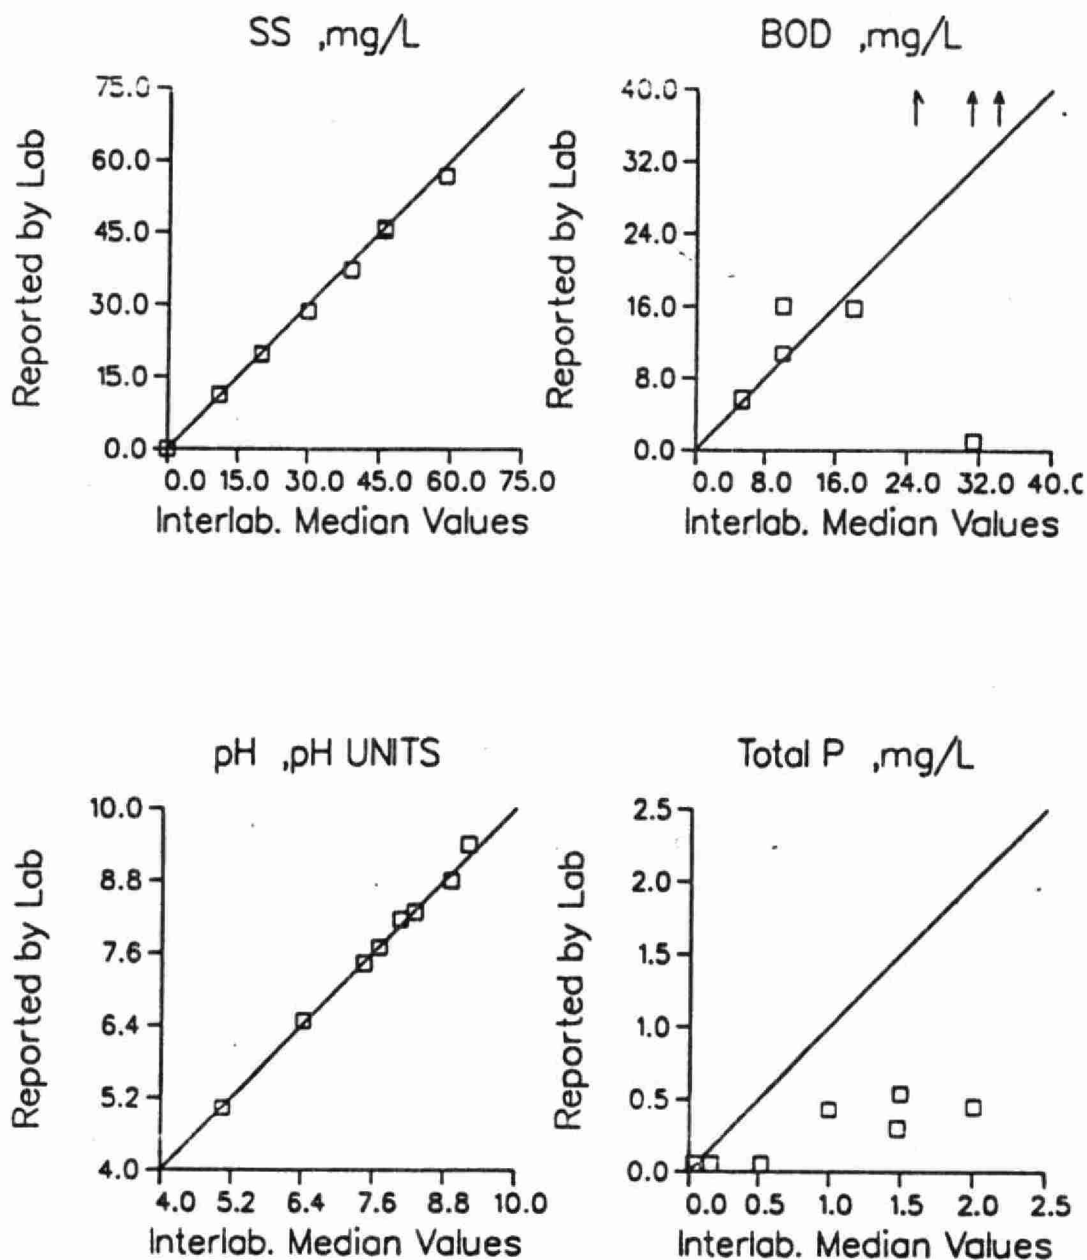 SS ,mg/L
75.0
60.0
45.0
30.0
15.0
0.0
Reported by Lab
0.0 15.0 30.0 45.0 60.0 75.0
Interlab. Median Values
BOD ,mg/L
40.0
32.0
24.0
16.0
8.0
0.0
Reported by Lab
0.0 8.0 16.0 24.0 32.0 40.0
Interlab. Median Values
pH ,pH UNITS
10.0
8.8
7.6
6.4
5.2
4.0
Reported by Lab
4.0 5.2 6.4 7.6 8.8 10.0
Interlab. Median Values
Total P ,mg/L
2.5
2.0
1.5
1.0
0.5
0.0
Reported by Lab
0.0 0.5 1.0 1.5 2.0 2.5
Interlab. Median Values